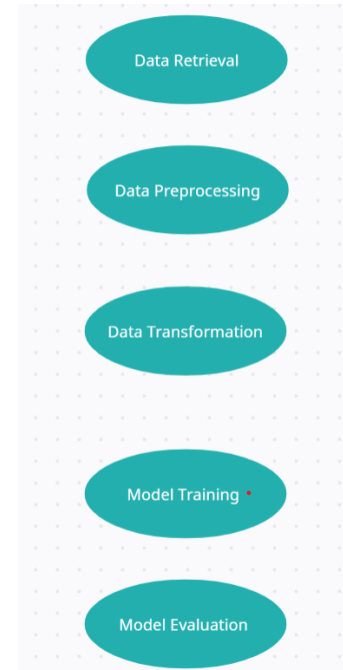 Data Retrieval
Data Preprocessing
Data Transformation
Model Training
Model Evaluation